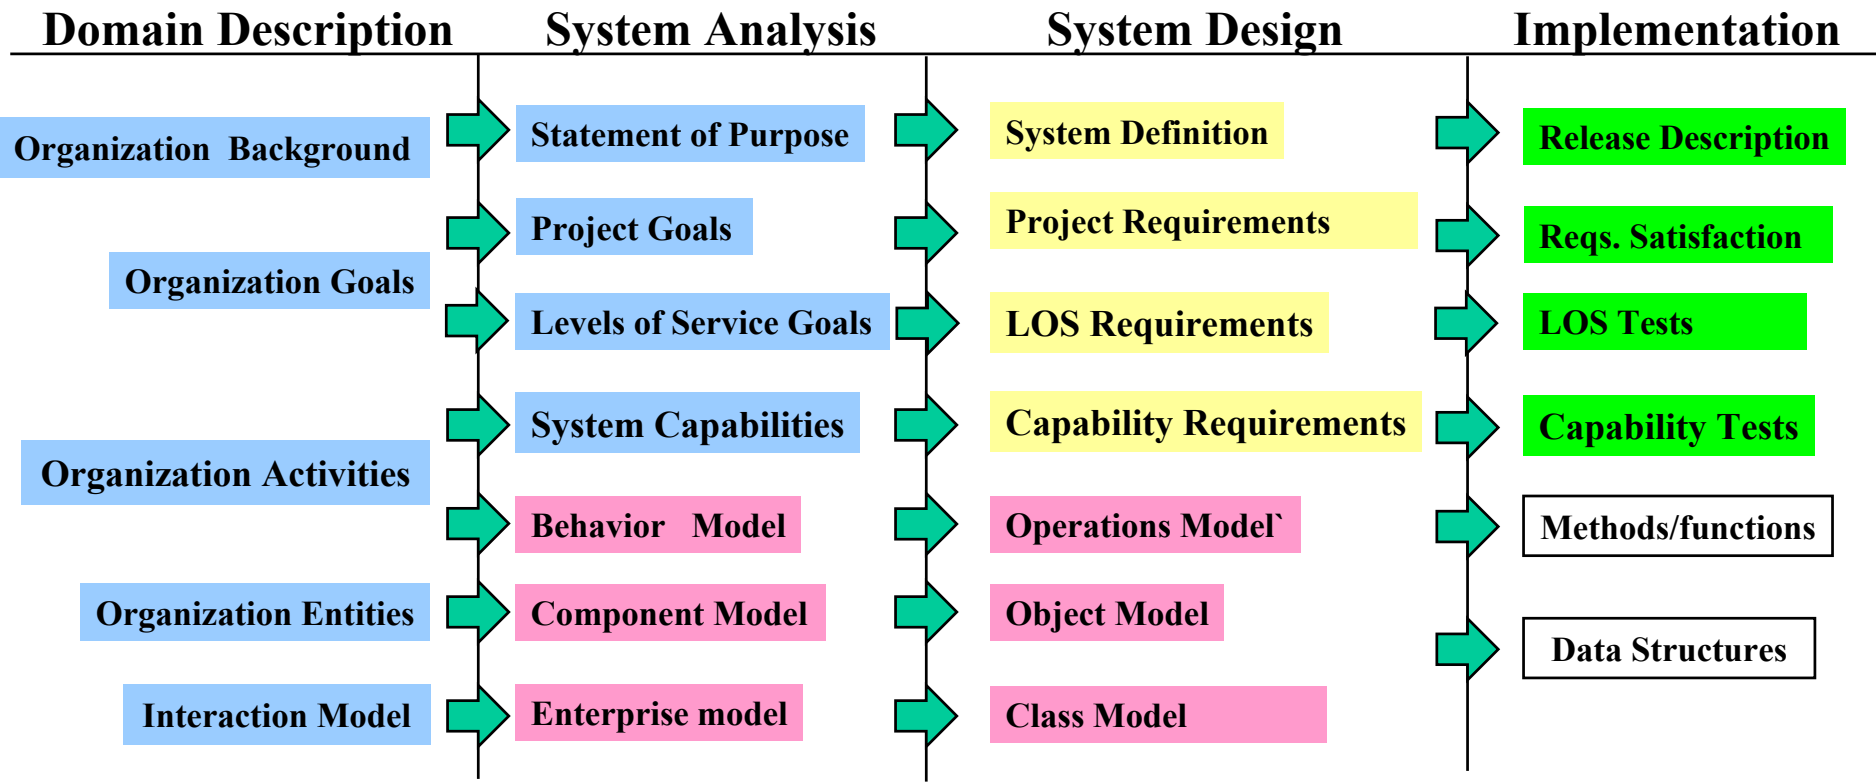 Domain Description
System Analysis
System Design
Implementation
Organization Background
Statement of Purpose
System Definition
Release Description
Project Goals
Project Requirements
Reqs. Satisfaction
Organization Goals
Levels of Service Goals
LOS Requirements
LOS Tests
System Capabilities
Capability Requirements
Capability Tests
Organization Activities
Behavior Model
Operations Model`
Methods/functions
Organization Entities
Component Model
Object Model
Data Structures
Interaction Model
Enterprise model
Class Model